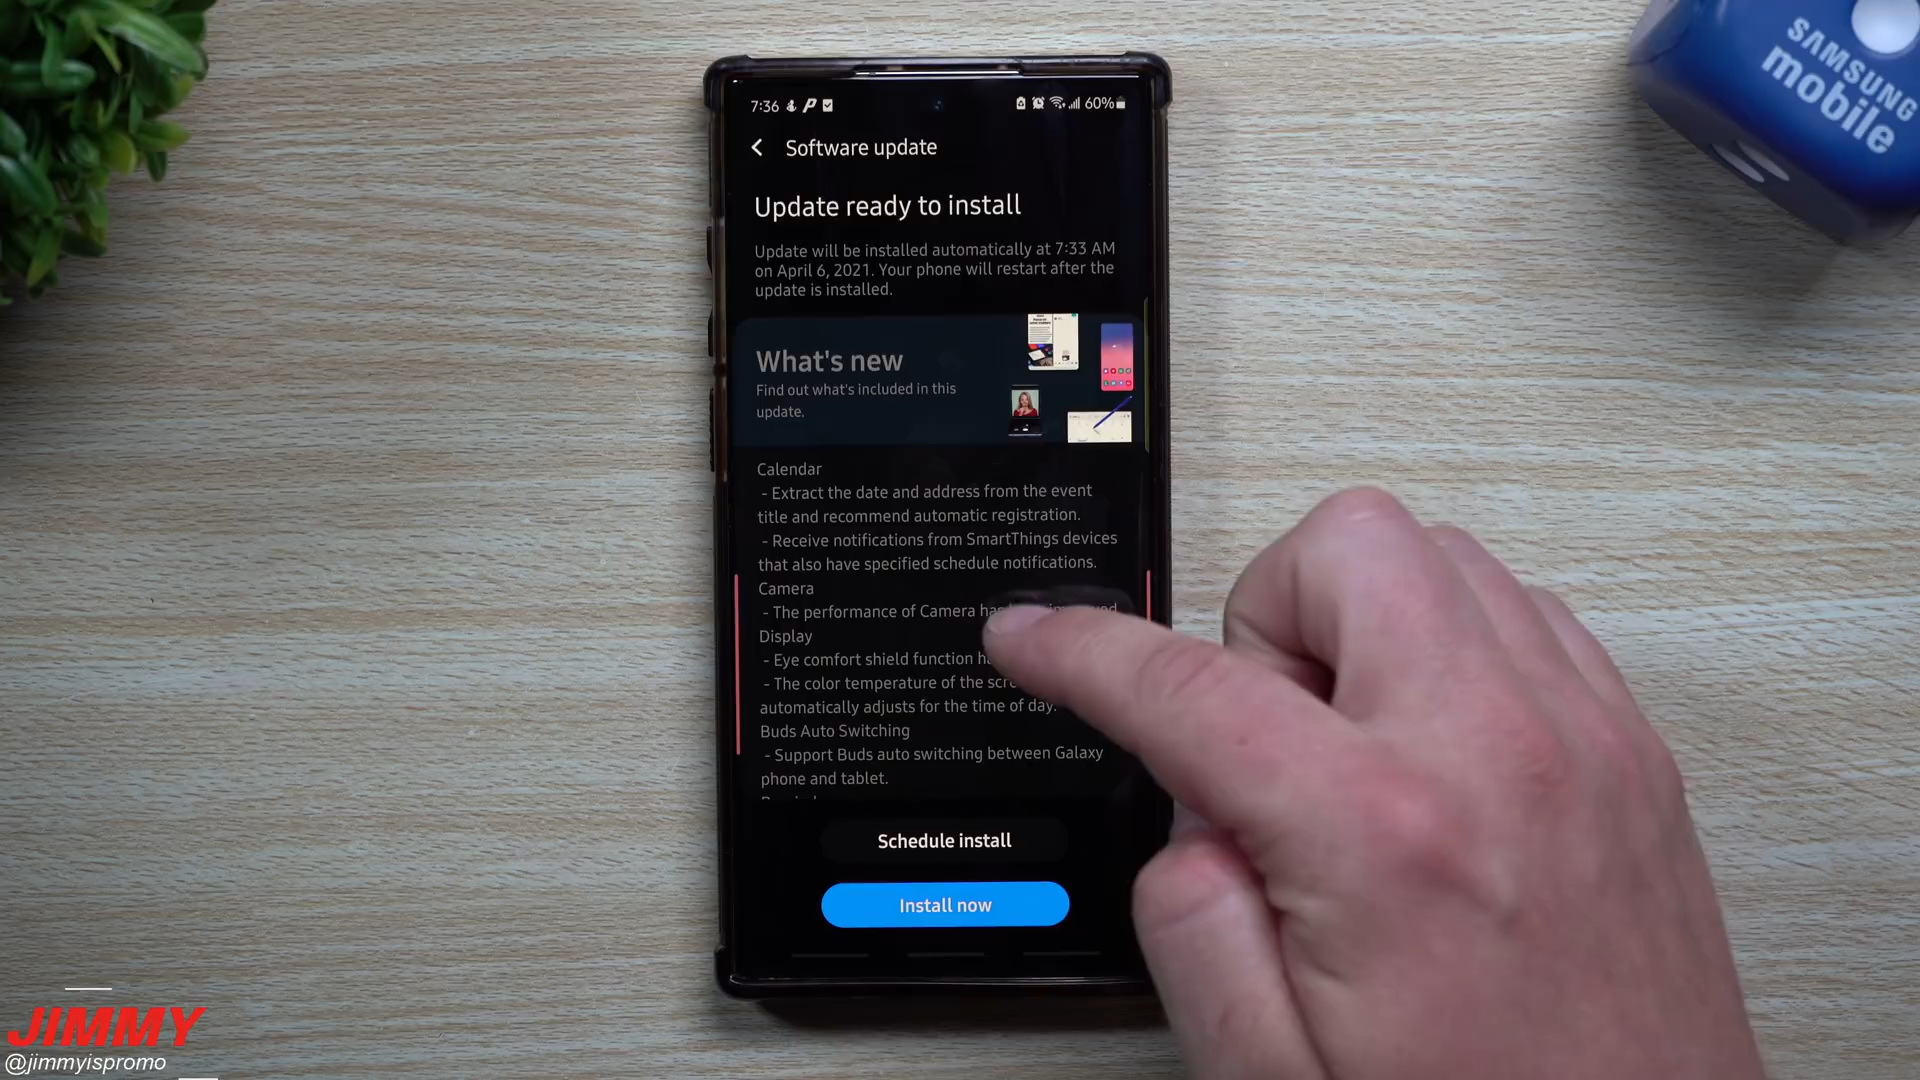 SAMSUNG
mobile
7:36
60%
Software update
Update ready to install
Update will be installed automatically at 7:33 AM
on April 6, 2021. Your phone will restart after the
update is installed.
What's new
Find out what's included in this
update.
Calendar
- Extract the date and address from the event
title and recommend automatic registration.
- Receive notifications from SmartThings devices
that also have specified schedule notifications.
Camera
- The performance of Camera
Display
- Eye comfort shield function
- The color temperature of the
automatically adjusts for the time of day.
Buds Auto Switching
- Support Buds auto switching between Galaxy
phone and tablet.
Schedule install
Install now
JIMMY
@jimmyispromo